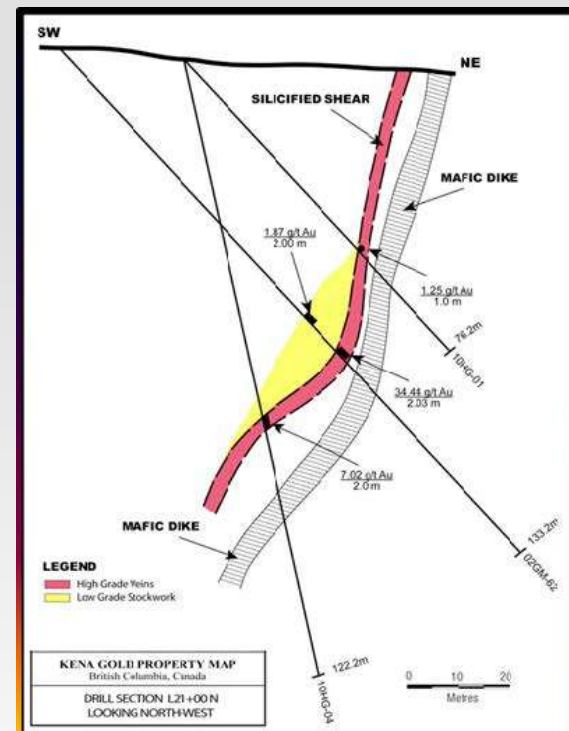 SW
NE
SILICIFIED SHEAR
MAFIC DIKE
1.87 g/t Au
2.00 m
1.25 g/t Au
1.0 m
76.2m
10HG-01
34.44 g/t Au
2.03 m
7.02 g/t Au
2.0 m
MAFIC DIKE
133.2m
02GM-62
LEGEND
High Grade Veins
Low Grade Stockwork
122.2m
10HG-04
KENA GOLD PROPERTY MAP
British Columbia, Canada
DRILL SECTION L21+00 N
LOOKING NORTH-WEST
0 10 20
Metres